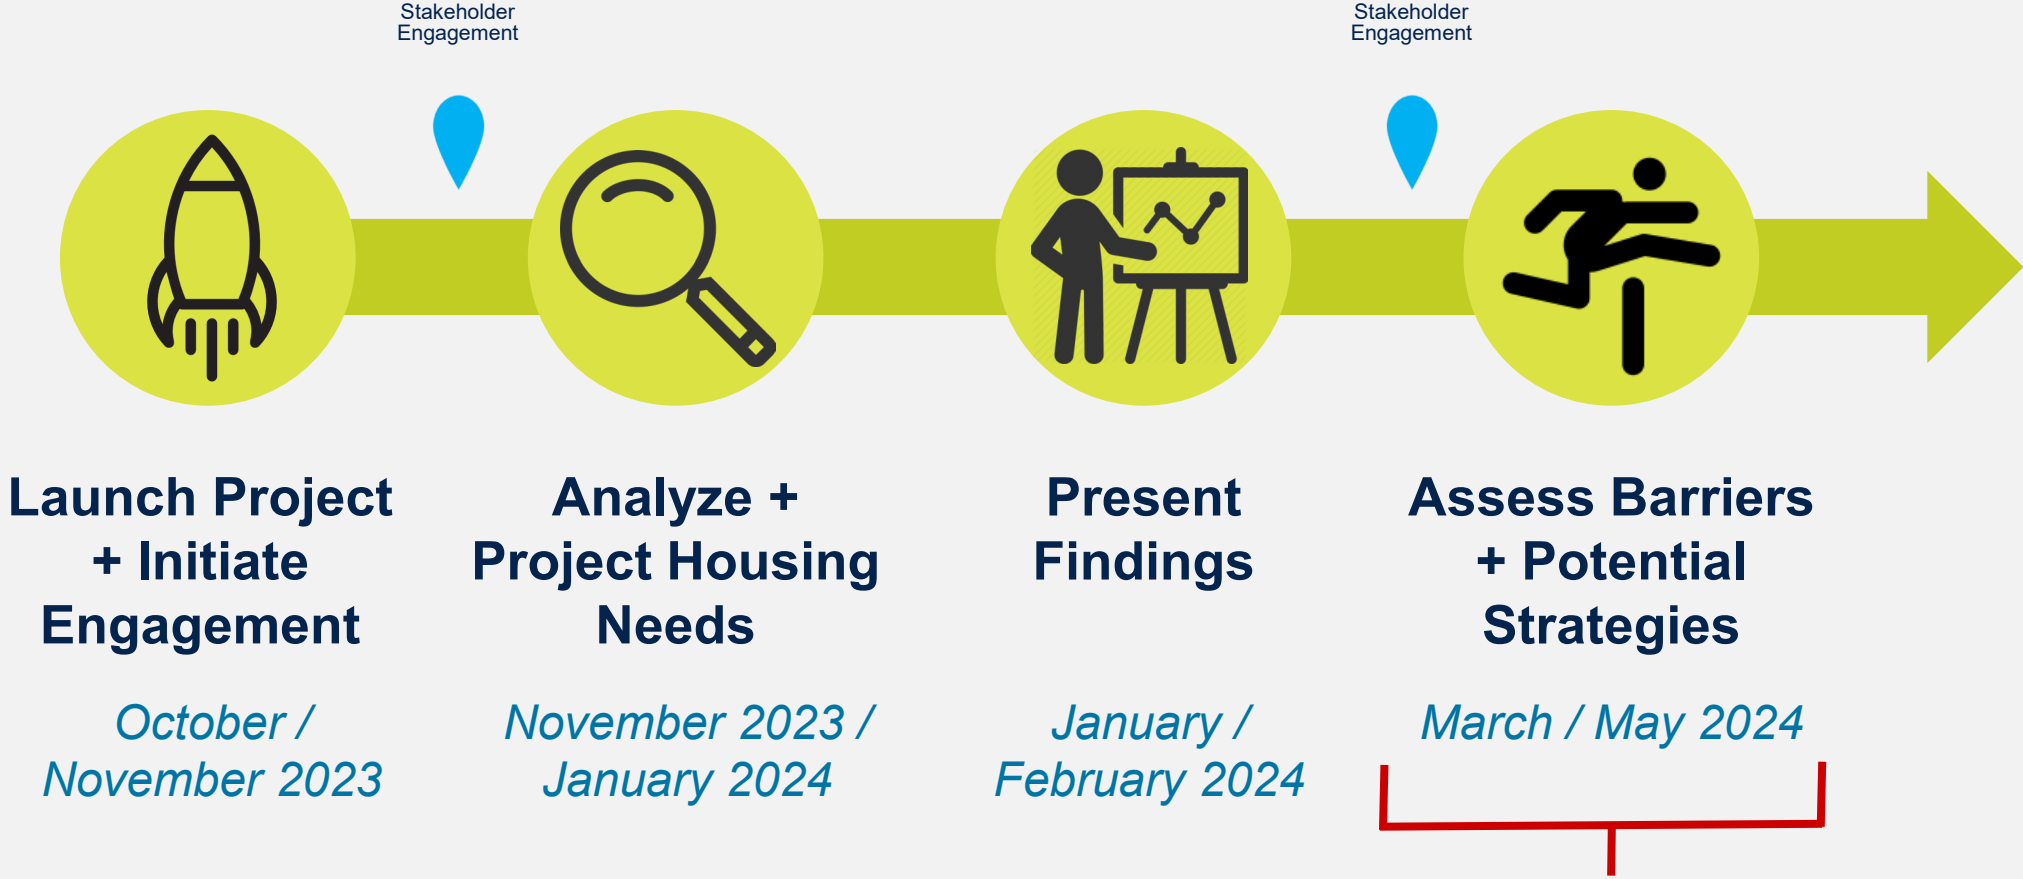 Stakeholder
Engagement
Stakeholder
Engagement
Launch Project
+ Initiate
Engagement
Analyze +
Project Housing
Needs
Present
Findings
Assess Barriers
+ Potential
Strategies
October /
November 2023
November 2023 /
January 2024
January /
February 2024
March / May 2024